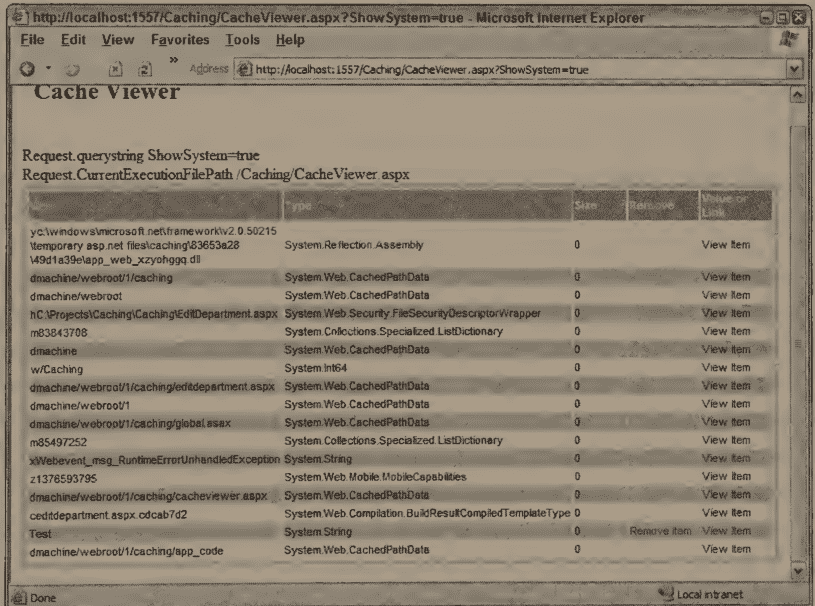 http://localhost:1557/Caching/CacheViewer.aspx?ShowSystem=true - Microsoft Internet Explorer
File Edit View Favorites Tools Help
» Address http://localhost:1557/Caching/CacheViewer.aspx?ShowSystem=true
Cache Viewer
Request.querystring ShowSystem=true
Request.CurrentExecutionFilePath /Caching/CacheViewer.aspx
Type Size Remove Value or
Link
yc:\windows\microsoft.net\framework\v2.0.50215
\temporary asp.net files\caching\83653a28 System.Reflection.Assembly 0 View Item
\49d1a39e\app_web_xzyohggq.dll
dmachine/webroot/1/caching System.Web.CachedPathData 0 View Item
dmachine/webroot System.Web.CachedPathData 0 View Item
hC:\Projects\Caching\Caching\EditDepartment.aspx System.Web.Security.FileSecurityDescriptorWrapper 0 View Item
m83843708 System.Collections.Specialized.ListDictionary 0 View Item
dmachine System.Web.CachedPathData 0 View Item
w/Caching System.Int64 0 View Item
dmachine/webroot/1/caching/editdepartment.aspx System.Web.CachedPathData 0 View Item
dmachine/webroot/1 System.Web.CachedPathData 0 View Item
dmachine/webroot/1/caching/global.asax System.Web.CachedPathData 0 View Item
m85497252 System.Collections.Specialized.ListDictionary 0 View Item
xWebevent_msg_RuntimeErrorUnhandledException System.String 0 View Item
z1376593795 System.Web.Mobile.MobileCapabilities 0 View Item
dmachine/webroot/1/caching/cacheviewer.aspx System.Web.CachedPathData 0 View Item
ceditdepartment.aspx.cdcab7d2 System.Web.Compilation.BuildResultCompiledTemplateType 0 View Item
Test System.String 0 Remove Item View Item
dmachine/webroot/1/caching/app_code System.Web.CachedPathData 0 View Item
Done Local intranet